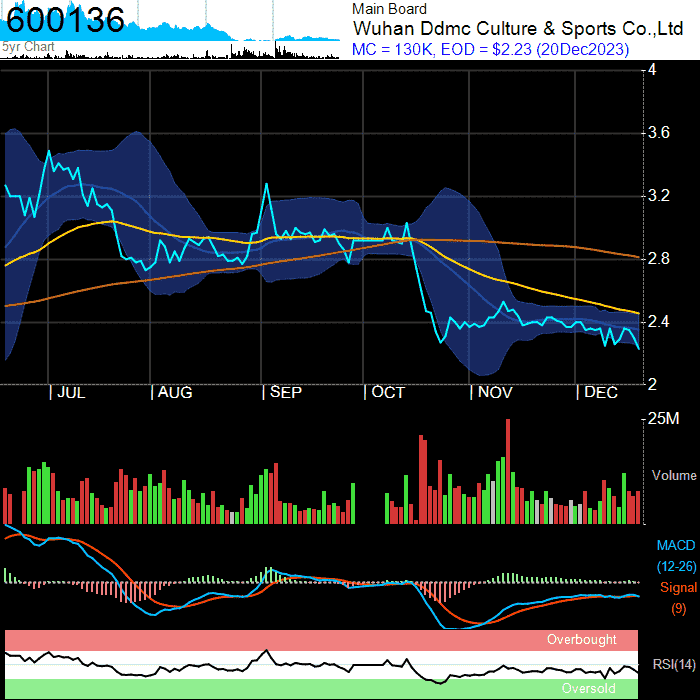 600136
5yr Chart
Main Board
Wuhan Ddmc Culture & Sports Co.,Ltd
MC = 130K, EOD = $2.23 (20Dec2023)
4
3.6
3.2
2.8
2.4
2
| JUL | AUG | SEP | OCT | NOV | DEC
25M
Volume
MACD
(12-26)
Signal
(9)
Overbought
RSI(14)
Oversold